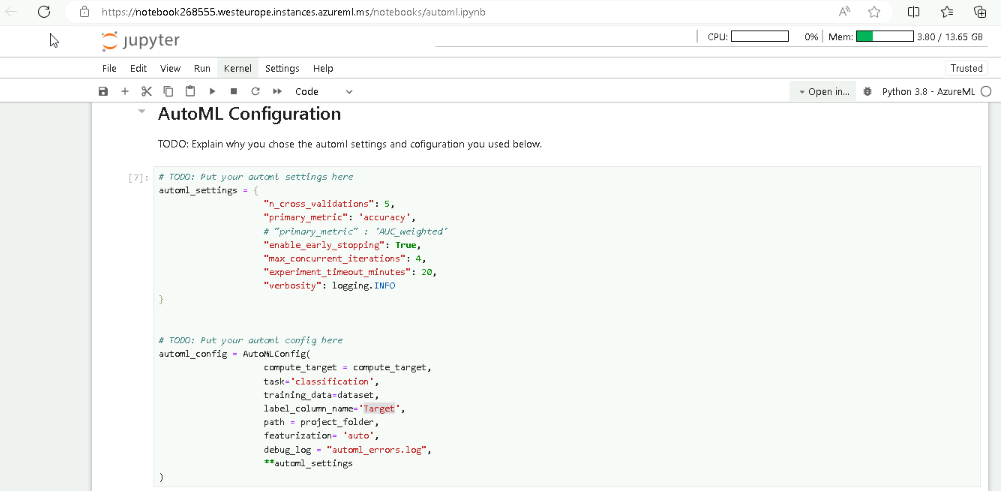 https://notebook268555.westeurope.instances.azureml.ms/notebooks/automl.ipynb
jupyter
CPU: 0% Mem: 3.80 / 13.65 GB
File Edit View Run Kernel Settings Help Trusted
Code Open in... Python 3.8 - AzureML
AutoML Configuration
TODO: Explain why you chose the automl settings and cofiguration you used below.
[7]: # TODO: Put your automl settings here
automl_settings = {
"n_cross_validations": 5,
"primary_metric": 'accuracy',
# "primary_metric" : 'AUC_weighted'
"enable_early_stopping": True,
"max_concurrent_iterations": 4,
"experiment_timeout_minutes": 20,
"verbosity": logging.INFO
}
# TODO: Put your automl config here
automl_config = AutoMLConfig(
compute_target = compute_target,
task='classification',
training_data=dataset,
label_column_name='Target',
path = project_folder,
featurization= 'auto',
debug_log = "automl_errors.log",
**automl_settings
)